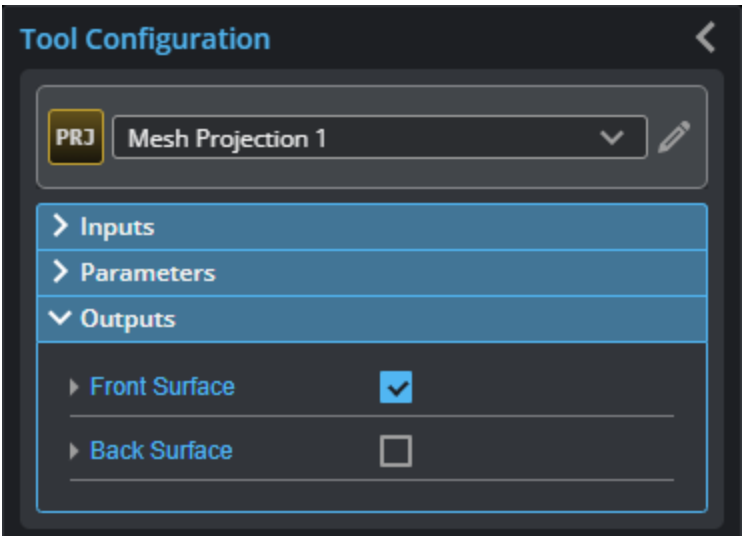 Tool Configuration
PRJ Mesh Projection 1
Inputs
Parameters
Outputs
Front Surface
Back Surface